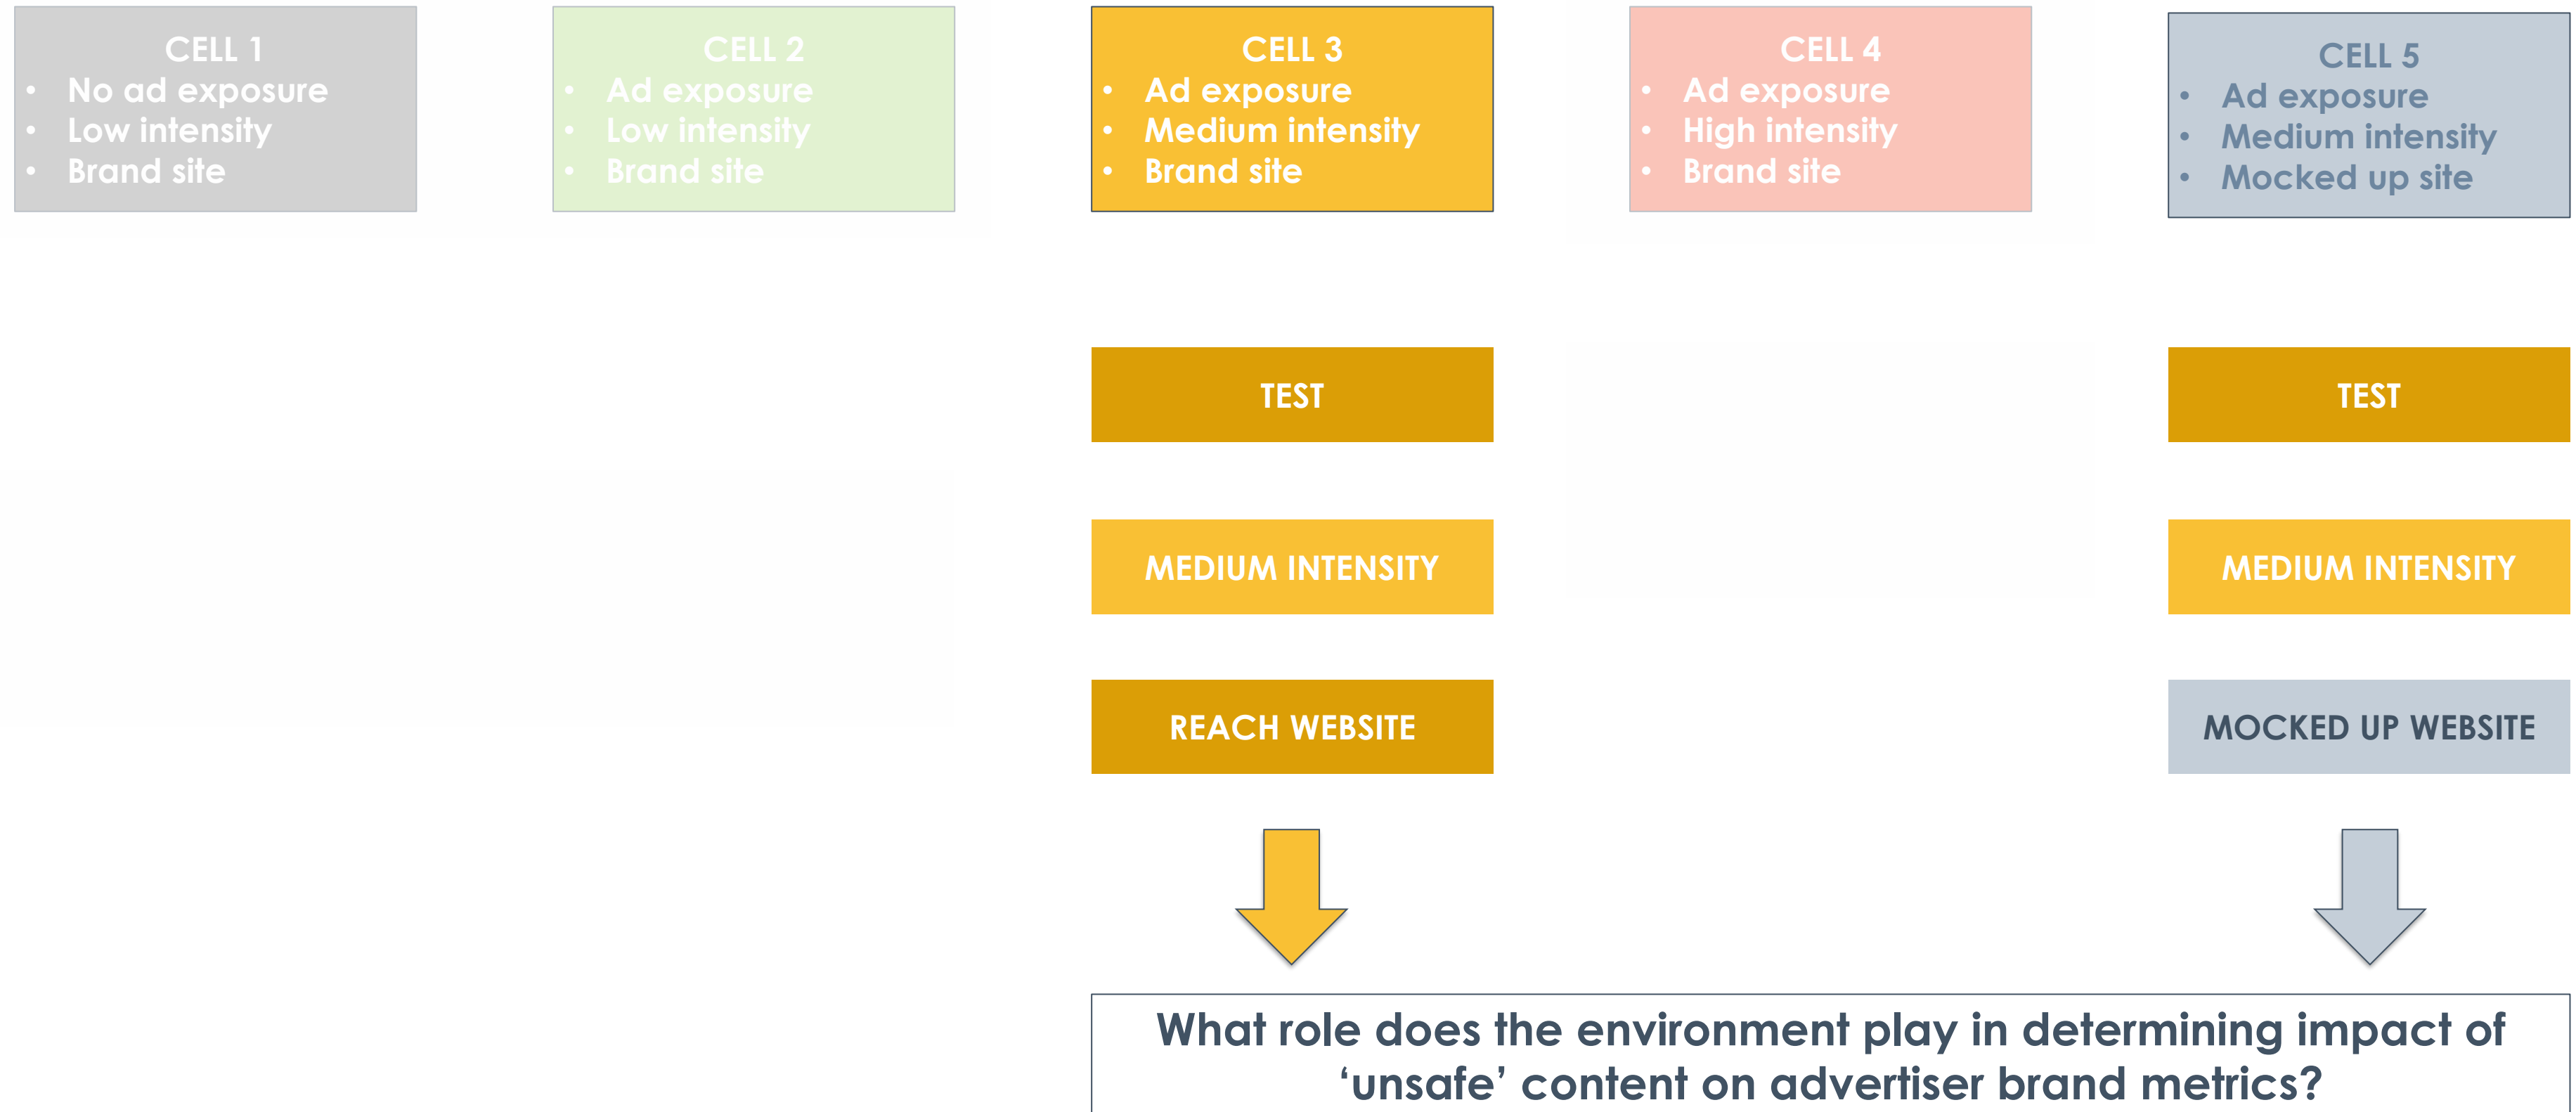 CELL 1
• No ad exposure
• Low intensity
• Brand site
CELL 2
• Ad exposure
• Low intensity
• Brand site
CELL 3
• Ad exposure
• Medium intensity
• Brand site
CELL 4
• Ad exposure
• High intensity
• Brand site
CELL 5
• Ad exposure
• Medium intensity
• Mocked up site
TEST
TEST
MEDIUM INTENSITY
MEDIUM INTENSITY
REACH WEBSITE
MOCKED UP WEBSITE
What role does the environment play in determining impact of
‘unsafe’ content on advertiser brand metrics?